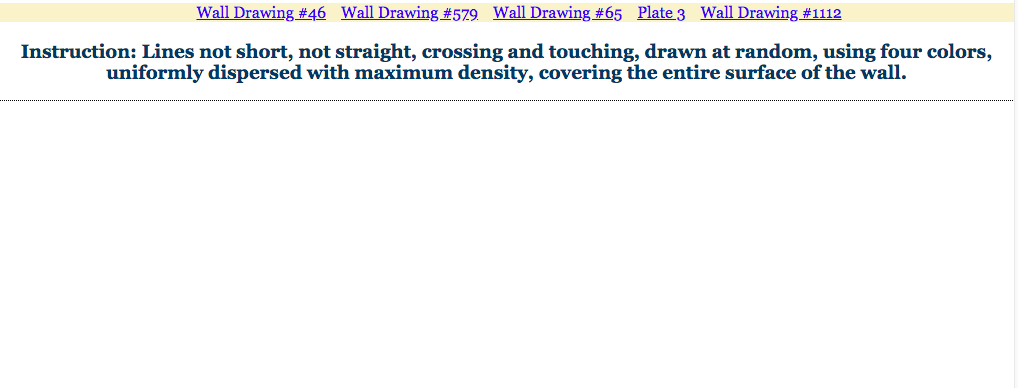 Wall Drawing #46 Wall Drawing #579 Wall Drawing #65 Plate 3 Wall Drawing #1112
Instruction: Lines not short, not straight, crossing and touching, drawn at random, using four colors,
uniformly dispersed with maximum density, covering the entire surface of the wall.